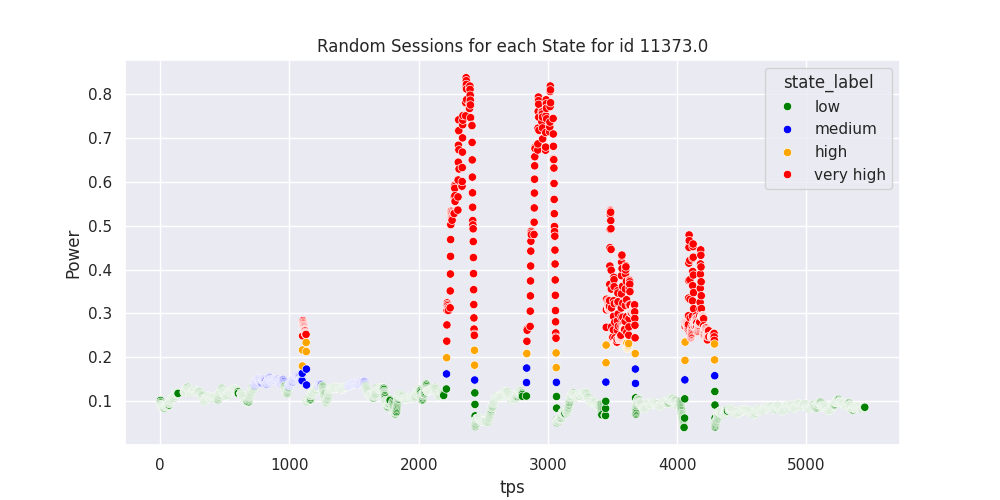 Random Sessions for each State for id 11373.0
state_label
low
medium
high
very high
Power
0.8
0.7
0.6
0.5
0.4
0.3
0.2
0.1
0 1000 2000 3000 4000 5000
tps